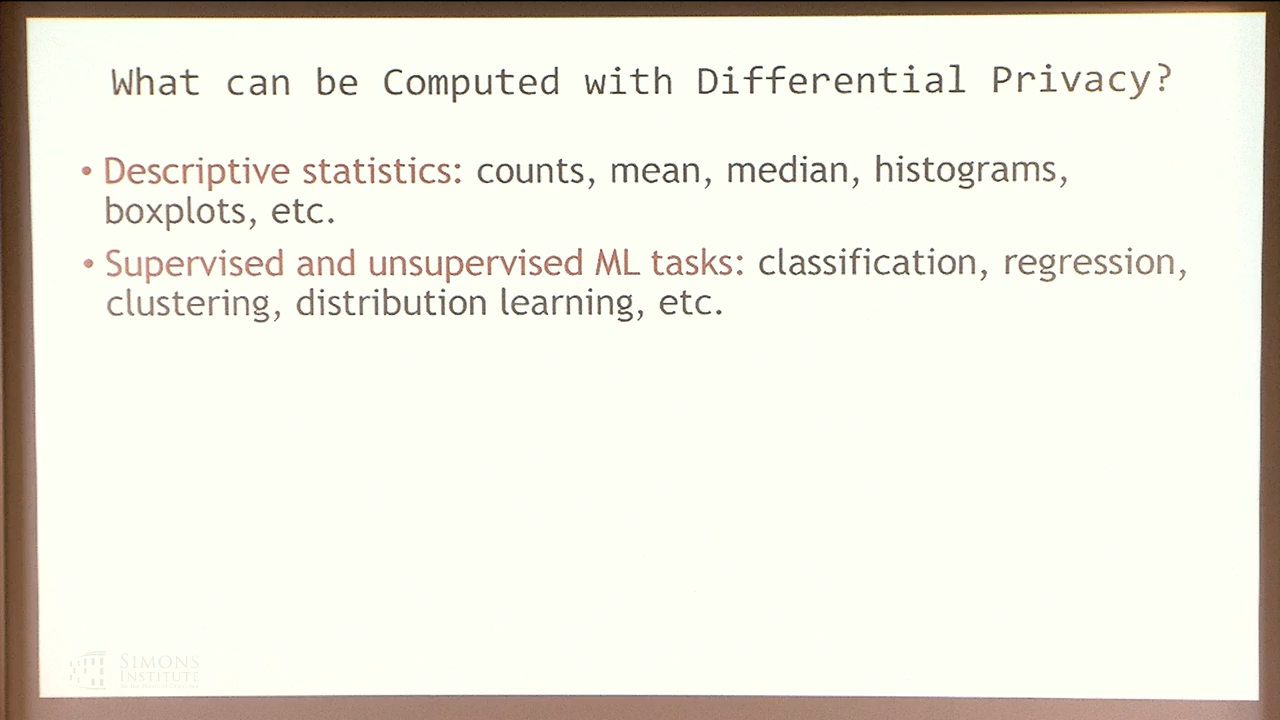 What can be Computed with Differential Privacy?
• Descriptive statistics: counts, mean, median, histograms,
boxplots, etc.
• Supervised and unsupervised ML tasks: classification, regression,
clustering, distribution learning, etc.
SIMONS
INSTITUTE